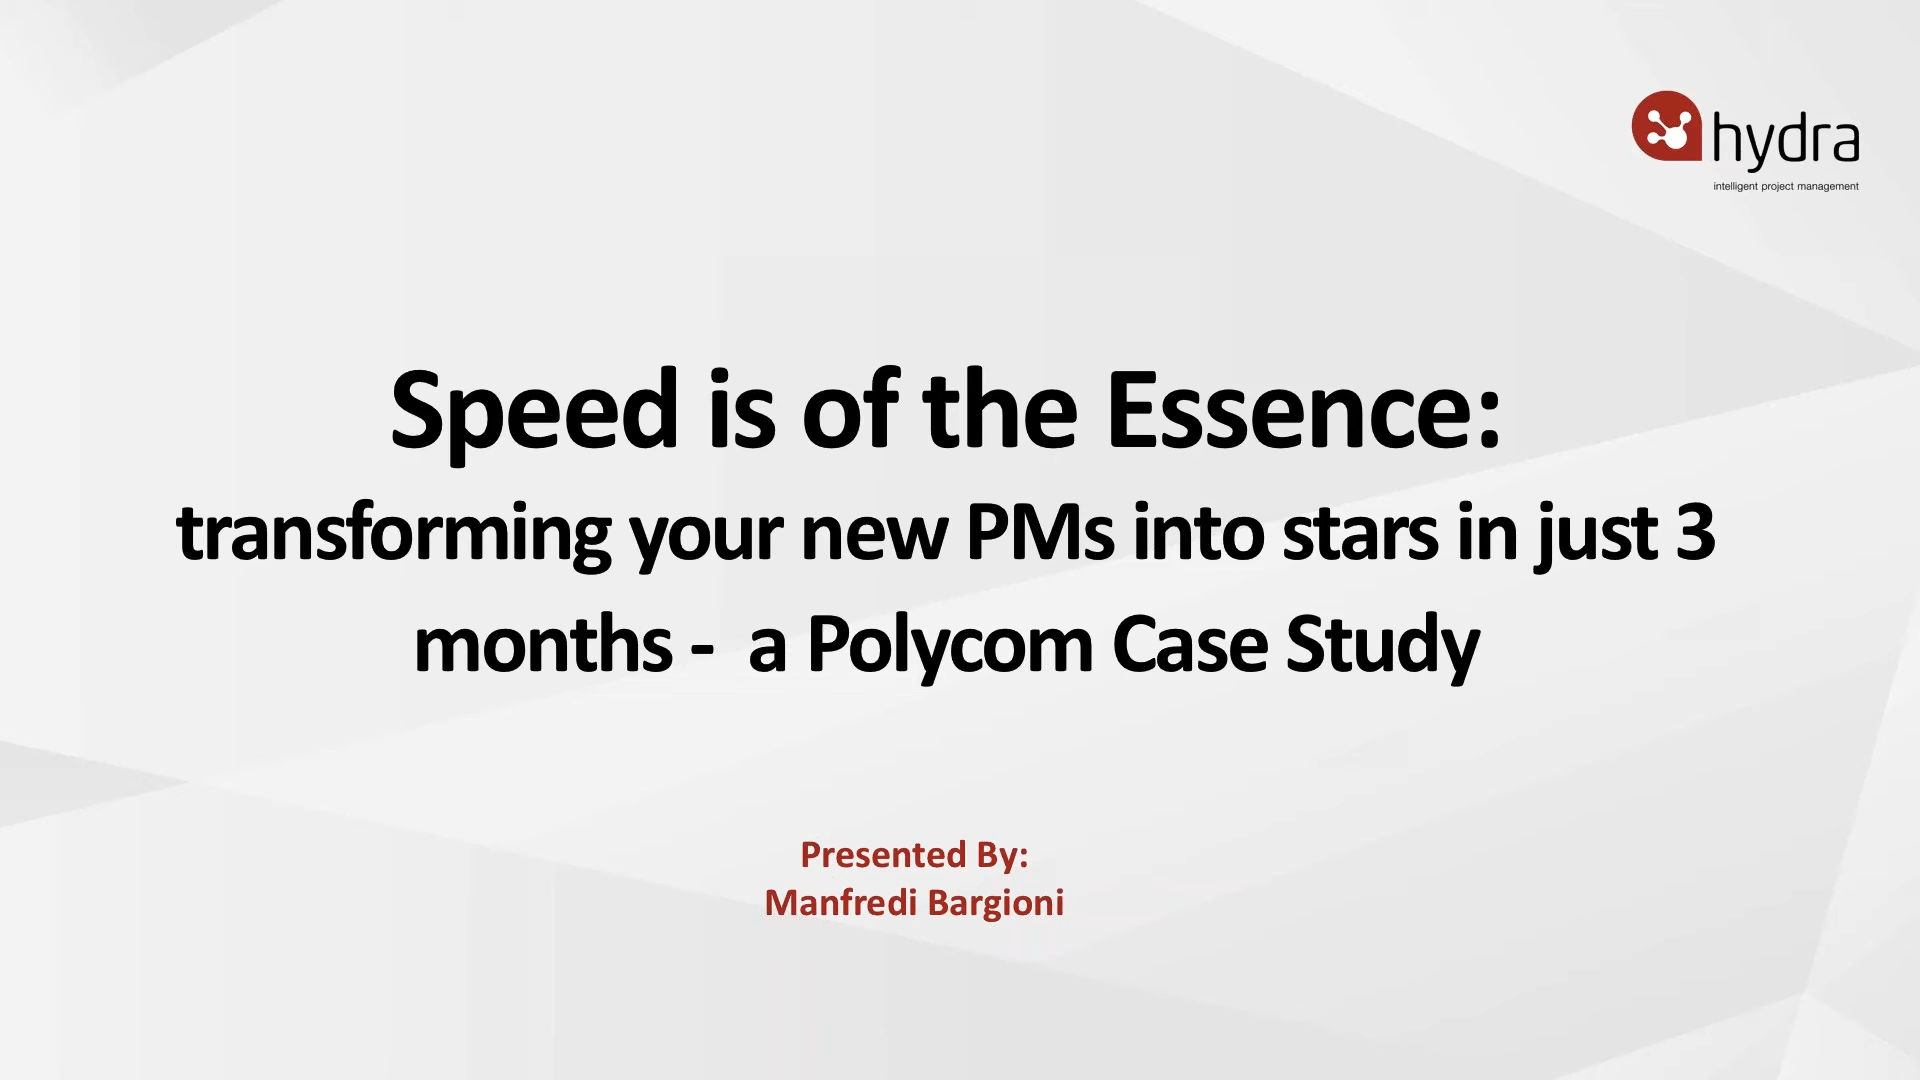 hydra
intelligent project management
Speed is of the Essence:
transforming your new PMs into stars in just 3
months -  a Polycom Case Study
Presented By:
Manfredi Bargioni